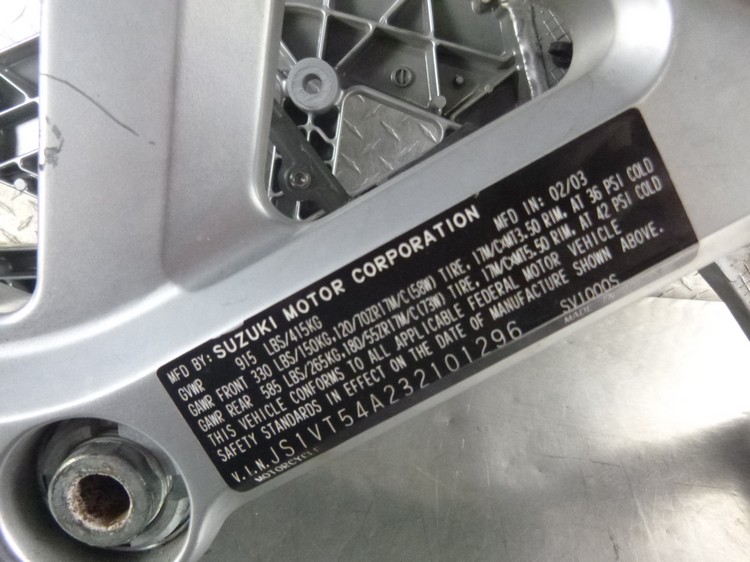 MFD BY: SUZUKI MOTOR CORPORATION MFD IN: 02/03
GVWR 915 LBS/415KG
GAWR FRONT 330 LBS/150KG,120/70ZR17M/C(58W) TIRE, 17M/C×MT3.50 RIM, AT 36 PSI COLD
GAWR REAR 585 LBS/265KG,180/55ZR17M/C(73W) TIRE, 17M/C×MT5.50 RIM, AT 42 PSI COLD
THIS VEHICLE CONFORMS TO ALL APPLICABLE FEDERAL MOTOR VEHICLE
SAFETY STANDARDS IN EFFECT ON THE DATE OF MANUFACTURE SHOWN ABOVE.
V.I.N. JS1VT54A232101296 SV1000S
MOTORCYCLE MADE IN